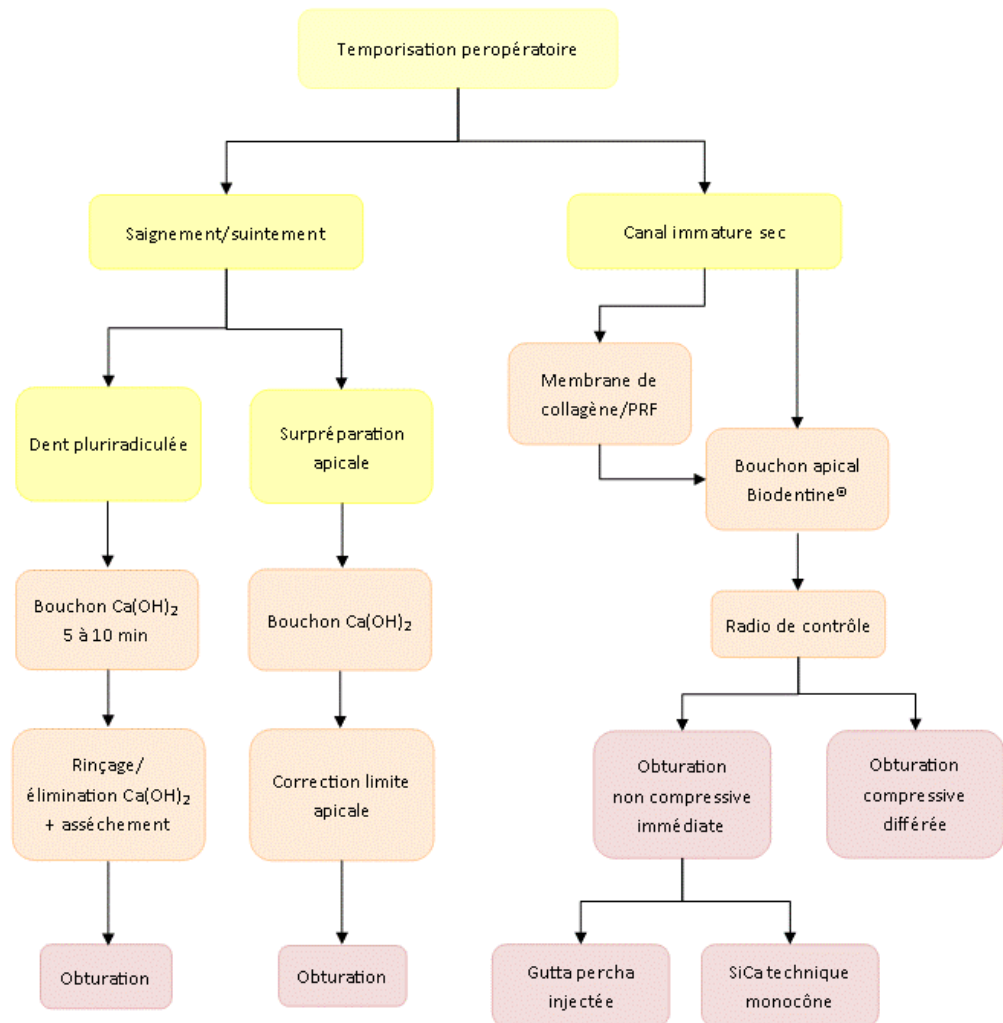 Temporisation peropératoire
Saignement/suintement
Canal immature sec
Membrane de
collagène/PRF
Dent pluriradiculée
Surpréparation
apicale
Bouchon apical
Biodentine®
Bouchon Ca(OH)₂
5 à 10 min
Bouchon Ca(OH)₂
Radio de contrôle
Rinçage/
élimination Ca(OH)₂
+ asséchement
Correction limite
apicale
Obturation
non compressive
immédiate
Obturation
compressive
différée
Obturation
Obturation
Gutta percha
injectée
SiCa technique
monocône